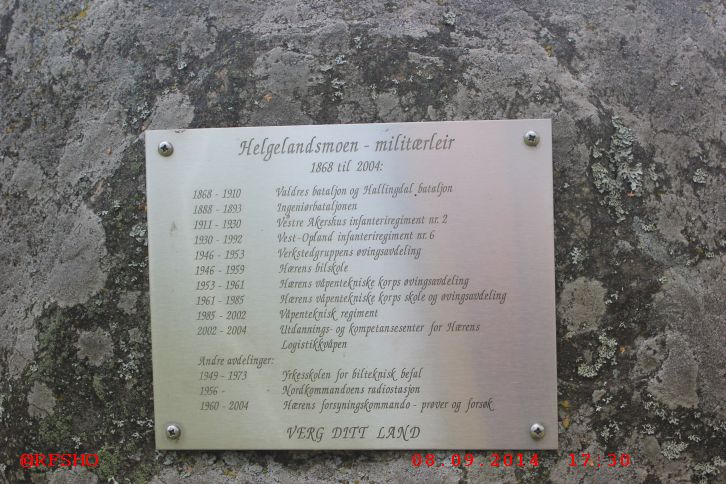 Helgelandsmoen - militærleir
1868 til 2004:
1868 - 1910 Valdres bataljon og Hallingdal bataljon
1888 - 1893 Ingeniørbataljonen
1911 - 1930 Vestre Akershus infanteriregiment nr. 2
1930 - 1992 Vest-Opland infanteriregiment nr. 6
1946 - 1953 Verkstedgruppens øvingsavdeling
1946 - 1959 Hærens bilskole
1953 - 1961 Hærens våpentekniske korps øvingsavdeling
1961 - 1985 Hærens våpentekniske korps skole og øvingsavdeling
1985 - 2002 Våpenteknisk regiment
2002 - 2004 Utdannings- og kompetansesenter for Hærens
Logistikkvåpen
Andre avdelinger:
1949 - 1973 Yrkesskolen for bilteknisk befal
1956 - Nordkommandoens radiostasjon
1960 - 2004 Hærens forsyningskommando - prøver og forsøk
VERG DITT LAND
@RFSHO 08.09.2014 17:30